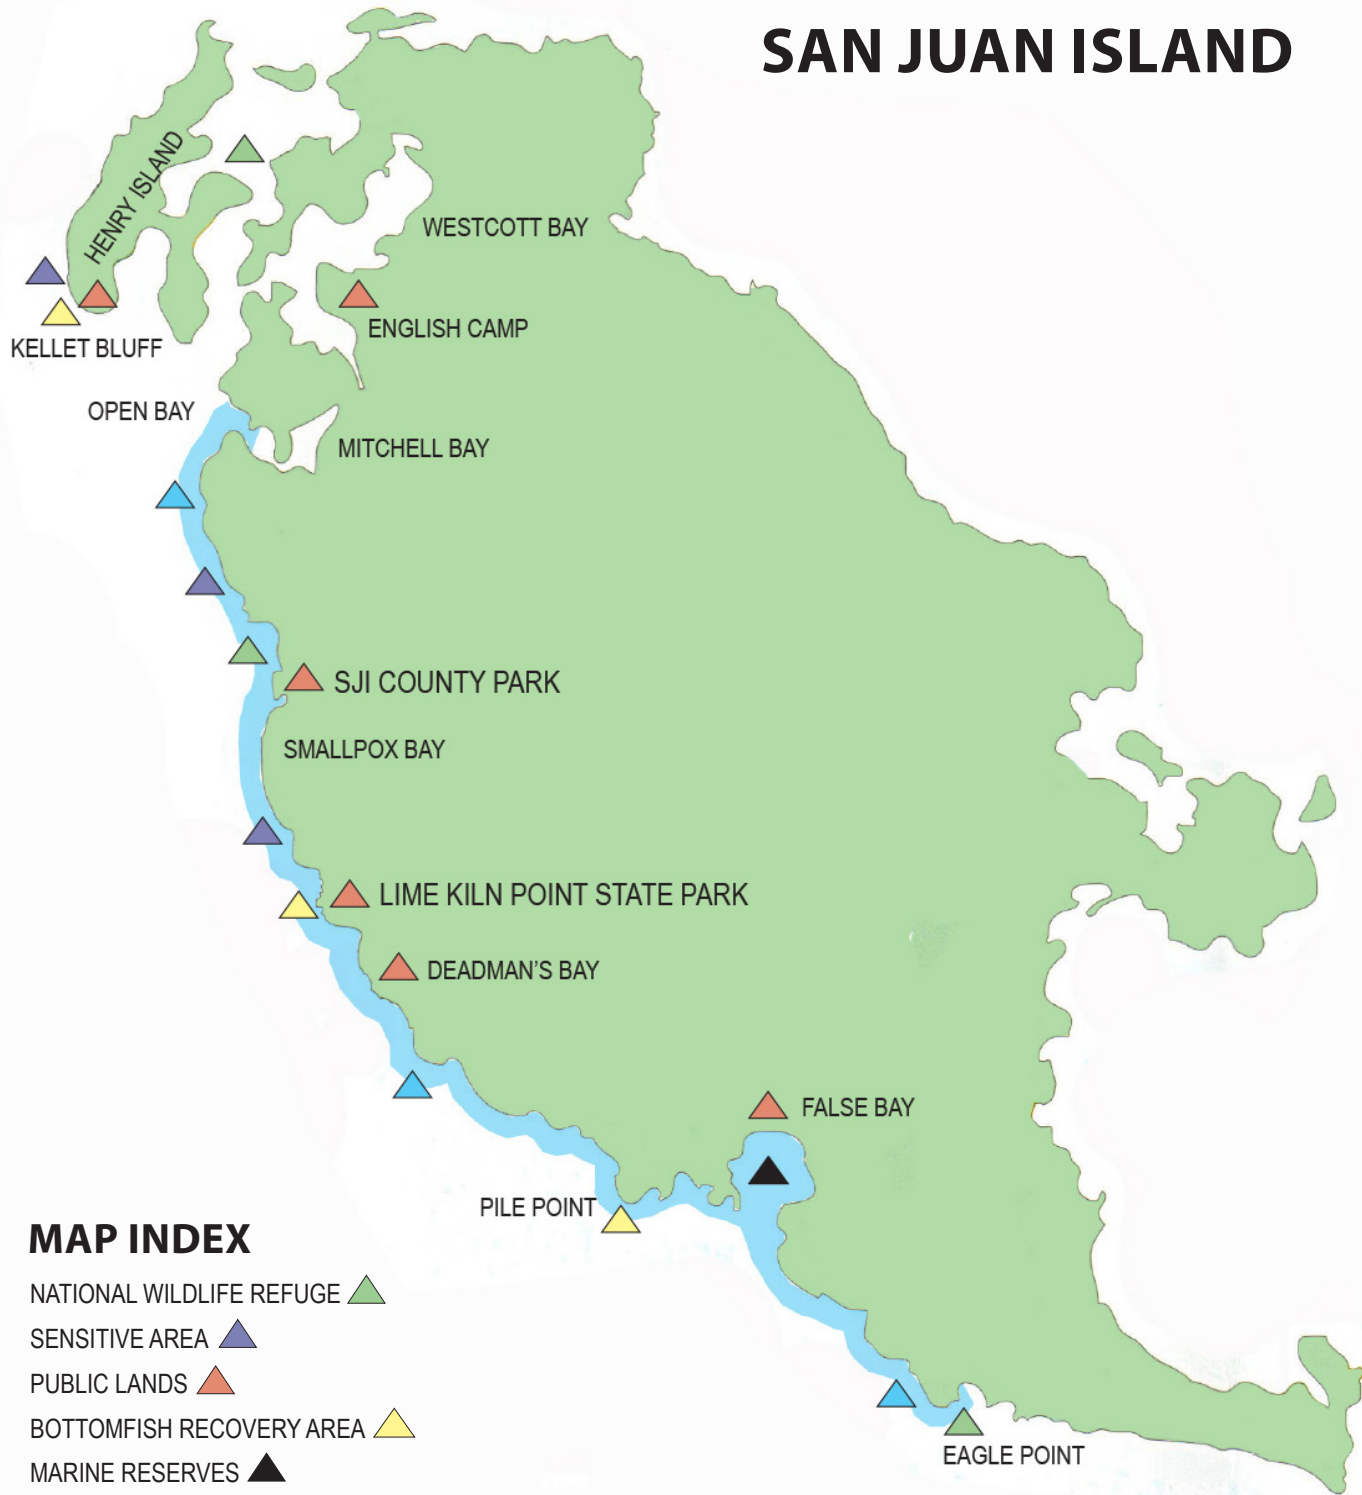 SAN JUAN ISLAND
HENRY ISLAND
WESTCOTT BAY
ENGLISH CAMP
KELLET BLUFF
OPEN BAY
MITCHELL BAY
SJI COUNTY PARK
SMALLPOX BAY
LIME KILN POINT STATE PARK
DEADMAN'S BAY
FALSE BAY
PILE POINT
EAGLE POINT
MAP INDEX
NATIONAL WILDLIFE REFUGE
SENSITIVE AREA
PUBLIC LANDS
BOTTOMFISH RECOVERY AREA
MARINE RESERVES